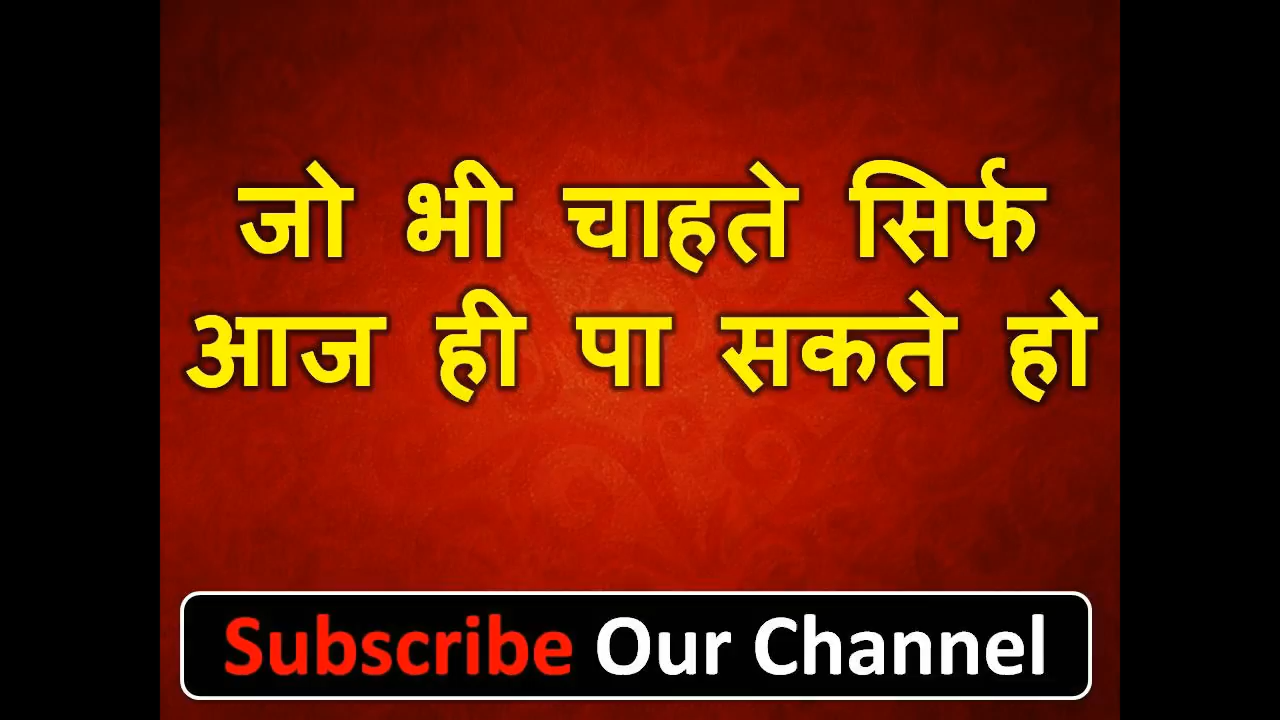 जो भी चाहते सिर्फ
आज ही पा सकते हो
Subscribe Our Channel